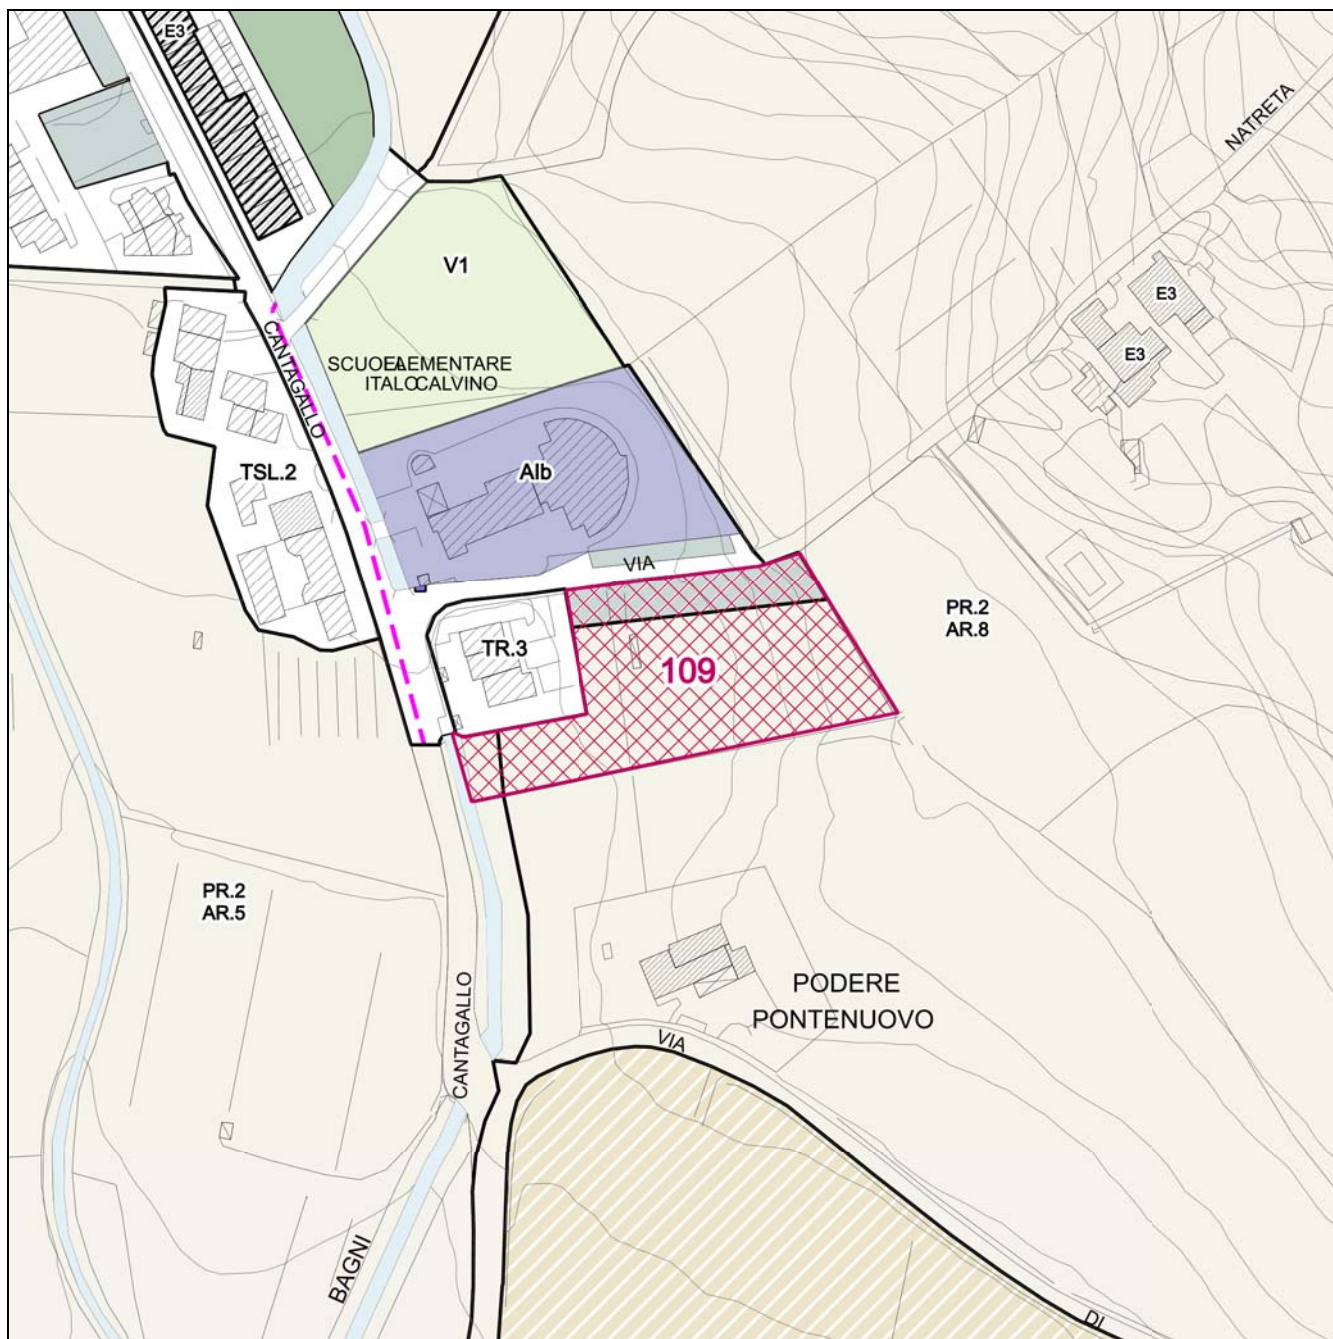 E3
NATRETA
V1
E3
E3
CANTAGALLO
SCUOLA ELEMENTARE
ITALO CALVINO
TSL.2
AIb
VIA
PR.2
AR.8
TR.3
109
PR.2
AR.5
CANTAGALLO
PODERE
PONTENUOVO
VIA
BAGNI
DI